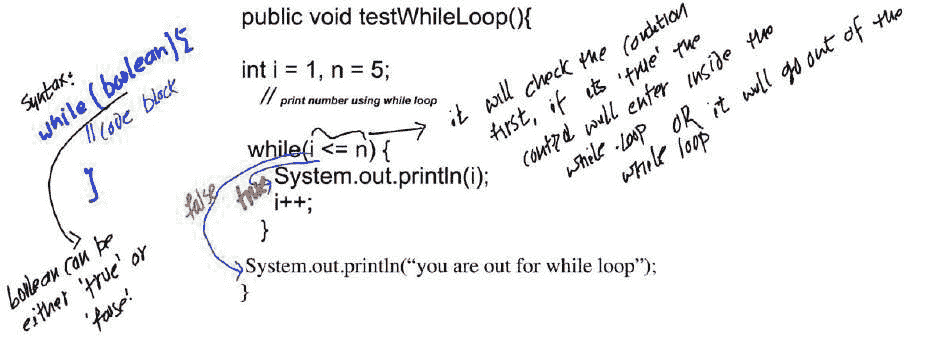 public void testWhileLoop(){
int i = 1, n = 5;
// print number using while loop
while(i <= n) {
System.out.println(i);
i++;
}
System.out.println(“you are out for while loop”);
}
Syntax:
while(boolean){
// code block
}
boolean can be
either 'true' or
'false'.
false
true
it will check the condition
first, if its 'true' the
control will enter inside the
while loop OR it will go out of the
while loop